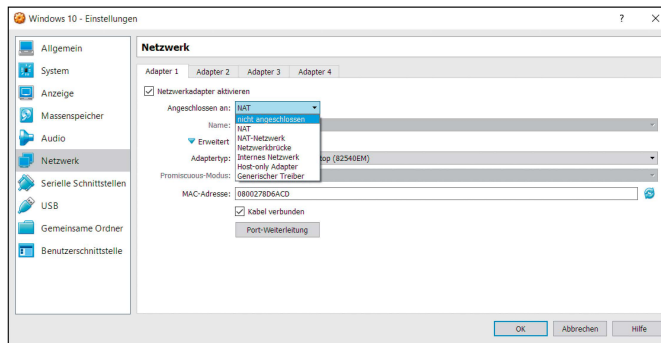 Windows 10 - Einstellungen
?
Allgemein
System
Anzeige
Massenspeicher
Audio
Netzwerk
Serielle Schnittstellen
USB
Gemeinsame Ordner
Benutzerschnittstelle
Netzwerk
Adapter 1 Adapter 2 Adapter 3 Adapter 4
Netzwerkadapter aktivieren
Angeschlossen an: NAT
nicht angeschlossen
Name: NAT
NAT-Netzwerk
Erweitert Netzwerkbrücke
Adaptertyp: Internes Netzwerk top (82540EM)
Host-only Adapter
Promiscuous-Modus: Generischer Treiber
MAC-Adresse: 0800278D6ACD
Kabel verbunden
Port-Weiterleitung
OK Abbrechen Hilfe